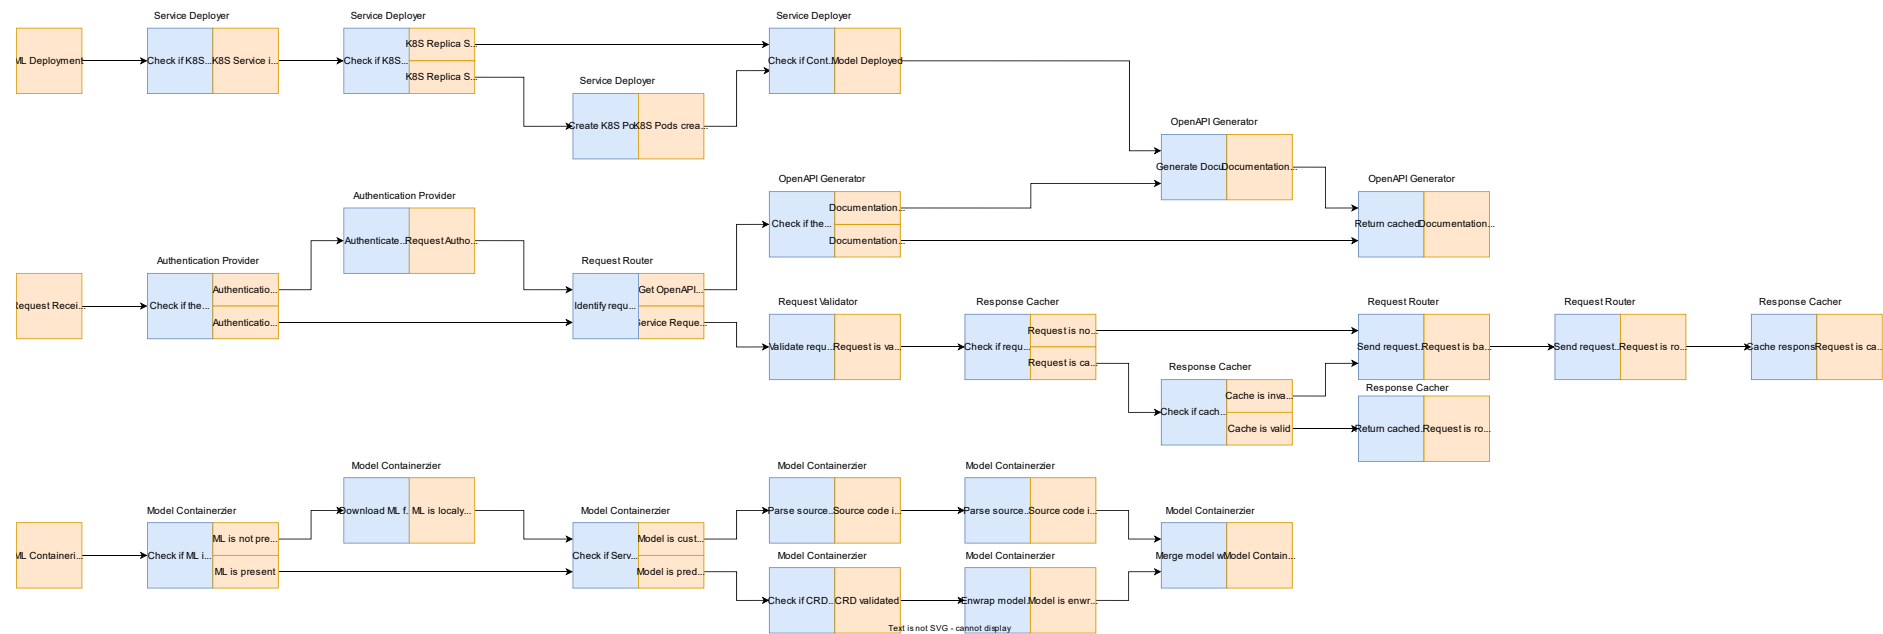 Service Deployer
Service Deployer
Service Deployer
ML Deployment
Check if K8S...
K8S Service i...
Check if K8S...
K8S Replica S...
K8S Replica S...
Check if Cont...
Model Deployed
Service Deployer
Create K8S Po
K8S Pods crea...
OpenAPI Generator
Generate Docu
Documentation...
Authentication Provider
Authenticate...
Request Autho...
OpenAPI Generator
Check if the...
Documentation...
Documentation...
OpenAPI Generator
Return cached
Documentation...
Authentication Provider
Request Router
Request Recei...
Check if the...
Authenticatio...
Authenticatio...
Identify requ...
Get OpenAPI...
Service Reque...
Request Validator
Response Cacher
Request Router
Request Router
Response Cacher
Validate requ...
Request is va...
Check if requ...
Request is no...
Request is ca...
Send request...
Request is ba...
Send request...
Request is ro...
Cache respons
Request is ca...
Response Cacher
Check if cach...
Cache is inva...
Cache is valid
Response Cacher
Return cached...
Request is ro...
Model Containerzier
Download ML f...
ML is localy...
Model Containerzier
Model Containerzier
Parse source...
Source code i...
Parse source...
Source code i...
Model Containerzier
Model Containerzier
Model Containerzier
ML Containeri...
Check if ML i...
ML is not pre...
ML is present
Check if Serv...
Model is cust...
Model is pred...
Merge model w
Model Contain...
Model Containerzier
Model Containerzier
Check if CRD...
CRD validated
Enwrap model...
Model is enwr...
Text is not SVG - cannot display